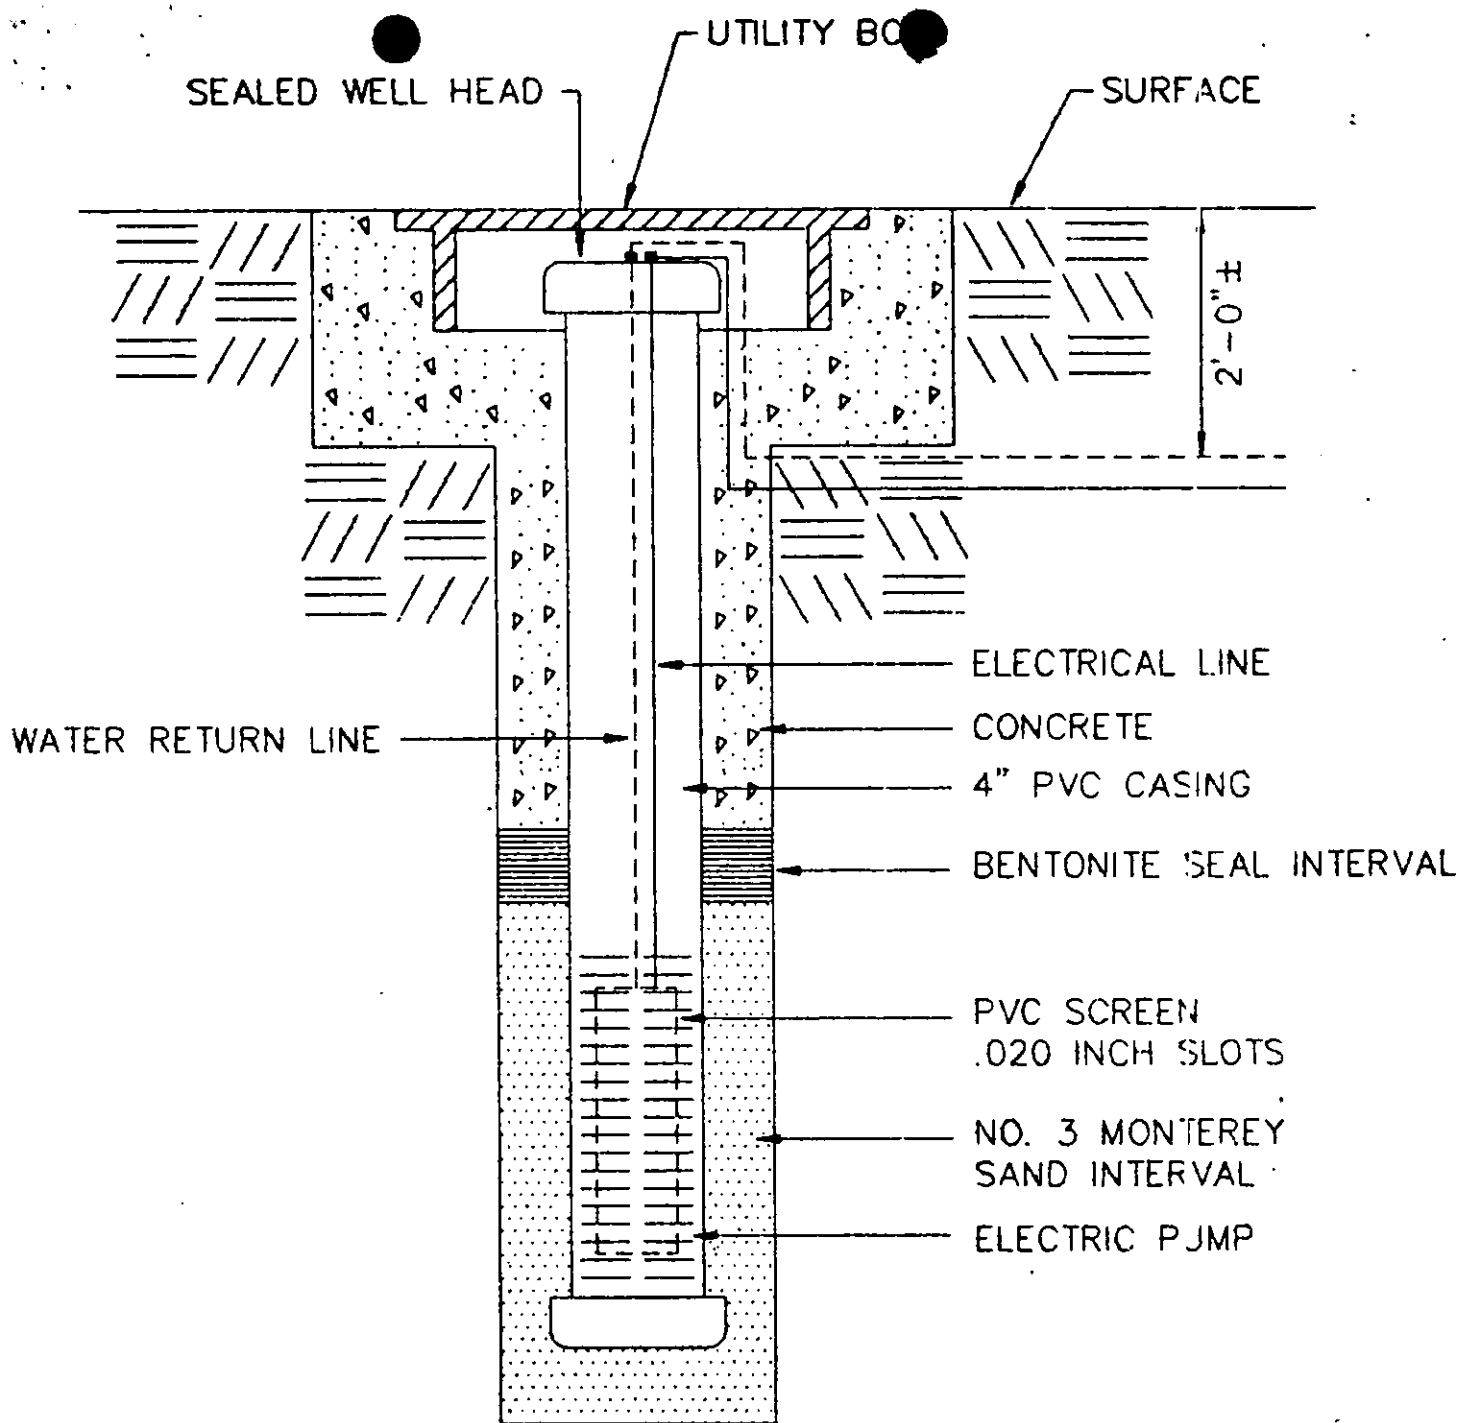 UTILITY BO
SEALED WELL HEAD
SURFACE
2'-0"±
ELECTRICAL LINE
WATER RETURN LINE
CONCRETE
4" PVC CASING
BENTONITE SEAL INTERVAL
PVC SCREEN
.020 INCH SLOTS
NO. 3 MONTEREY
SAND INTERVAL
ELECTRIC PUMP